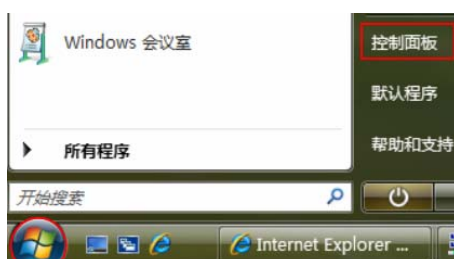 Windows 会议室
控制面板
默认程序
帮助和支持
所有程序
开始搜索
Internet Explorer ...